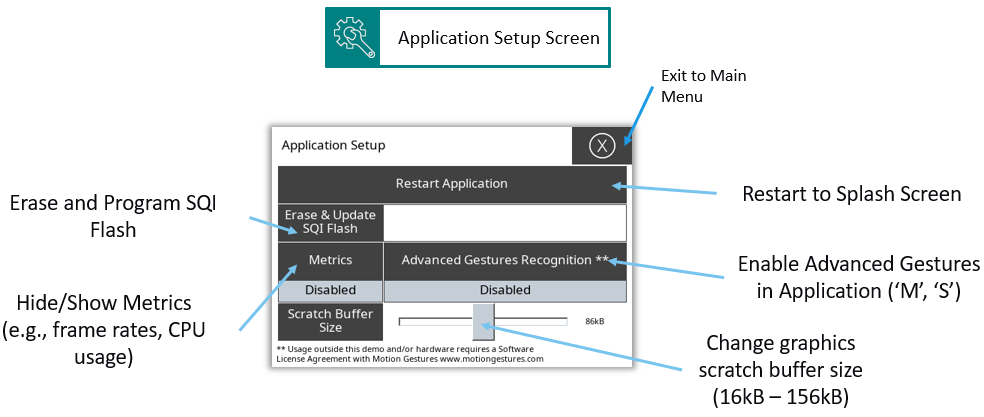 Application Setup Screen
Exit to Main
Menu
Application Setup
X
Restart Application
Restart to Splash Screen
Erase and Program SQI
Flash
Erase & Update
SQI Flash
Metrics
Advanced Gestures Recognition **
Enable Advanced Gestures
in Application (‘M’, ‘S’)
Disabled
Disabled
Hide/Show Metrics
(e.g., frame rates, CPU
usage)
Scratch Buffer
Size
86kB
Change graphics
scratch buffer size
(16kB – 156kB)
** Usage outside this demo and/or hardware requires a Software
License Agreement with Motion Gestures www.motiongestures.com